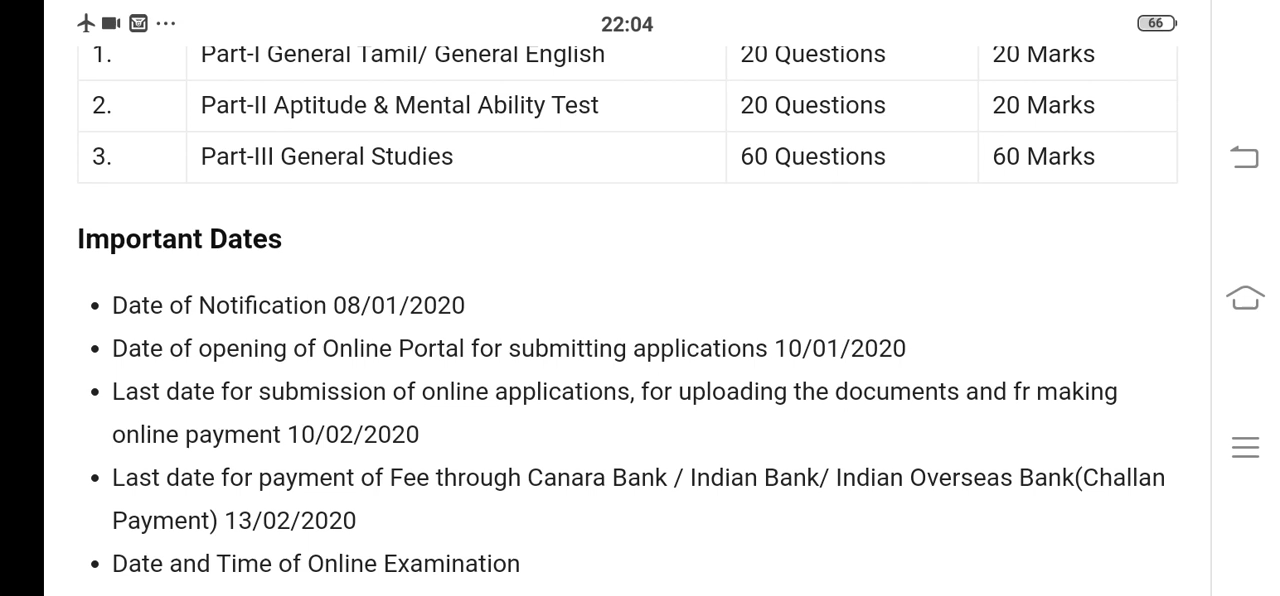 22:04
66
1. Part-I General Tamil/ General English 20 Questions 20 Marks
2. Part-II Aptitude & Mental Ability Test 20 Questions 20 Marks
3. Part-III General Studies 60 Questions 60 Marks
Important Dates
• Date of Notification 08/01/2020
• Date of opening of Online Portal for submitting applications 10/01/2020
• Last date for submission of online applications, for uploading the documents and fr making
online payment 10/02/2020
• Last date for payment of Fee through Canara Bank / Indian Bank/ Indian Overseas Bank(Challan
Payment) 13/02/2020
• Date and Time of Online Examination